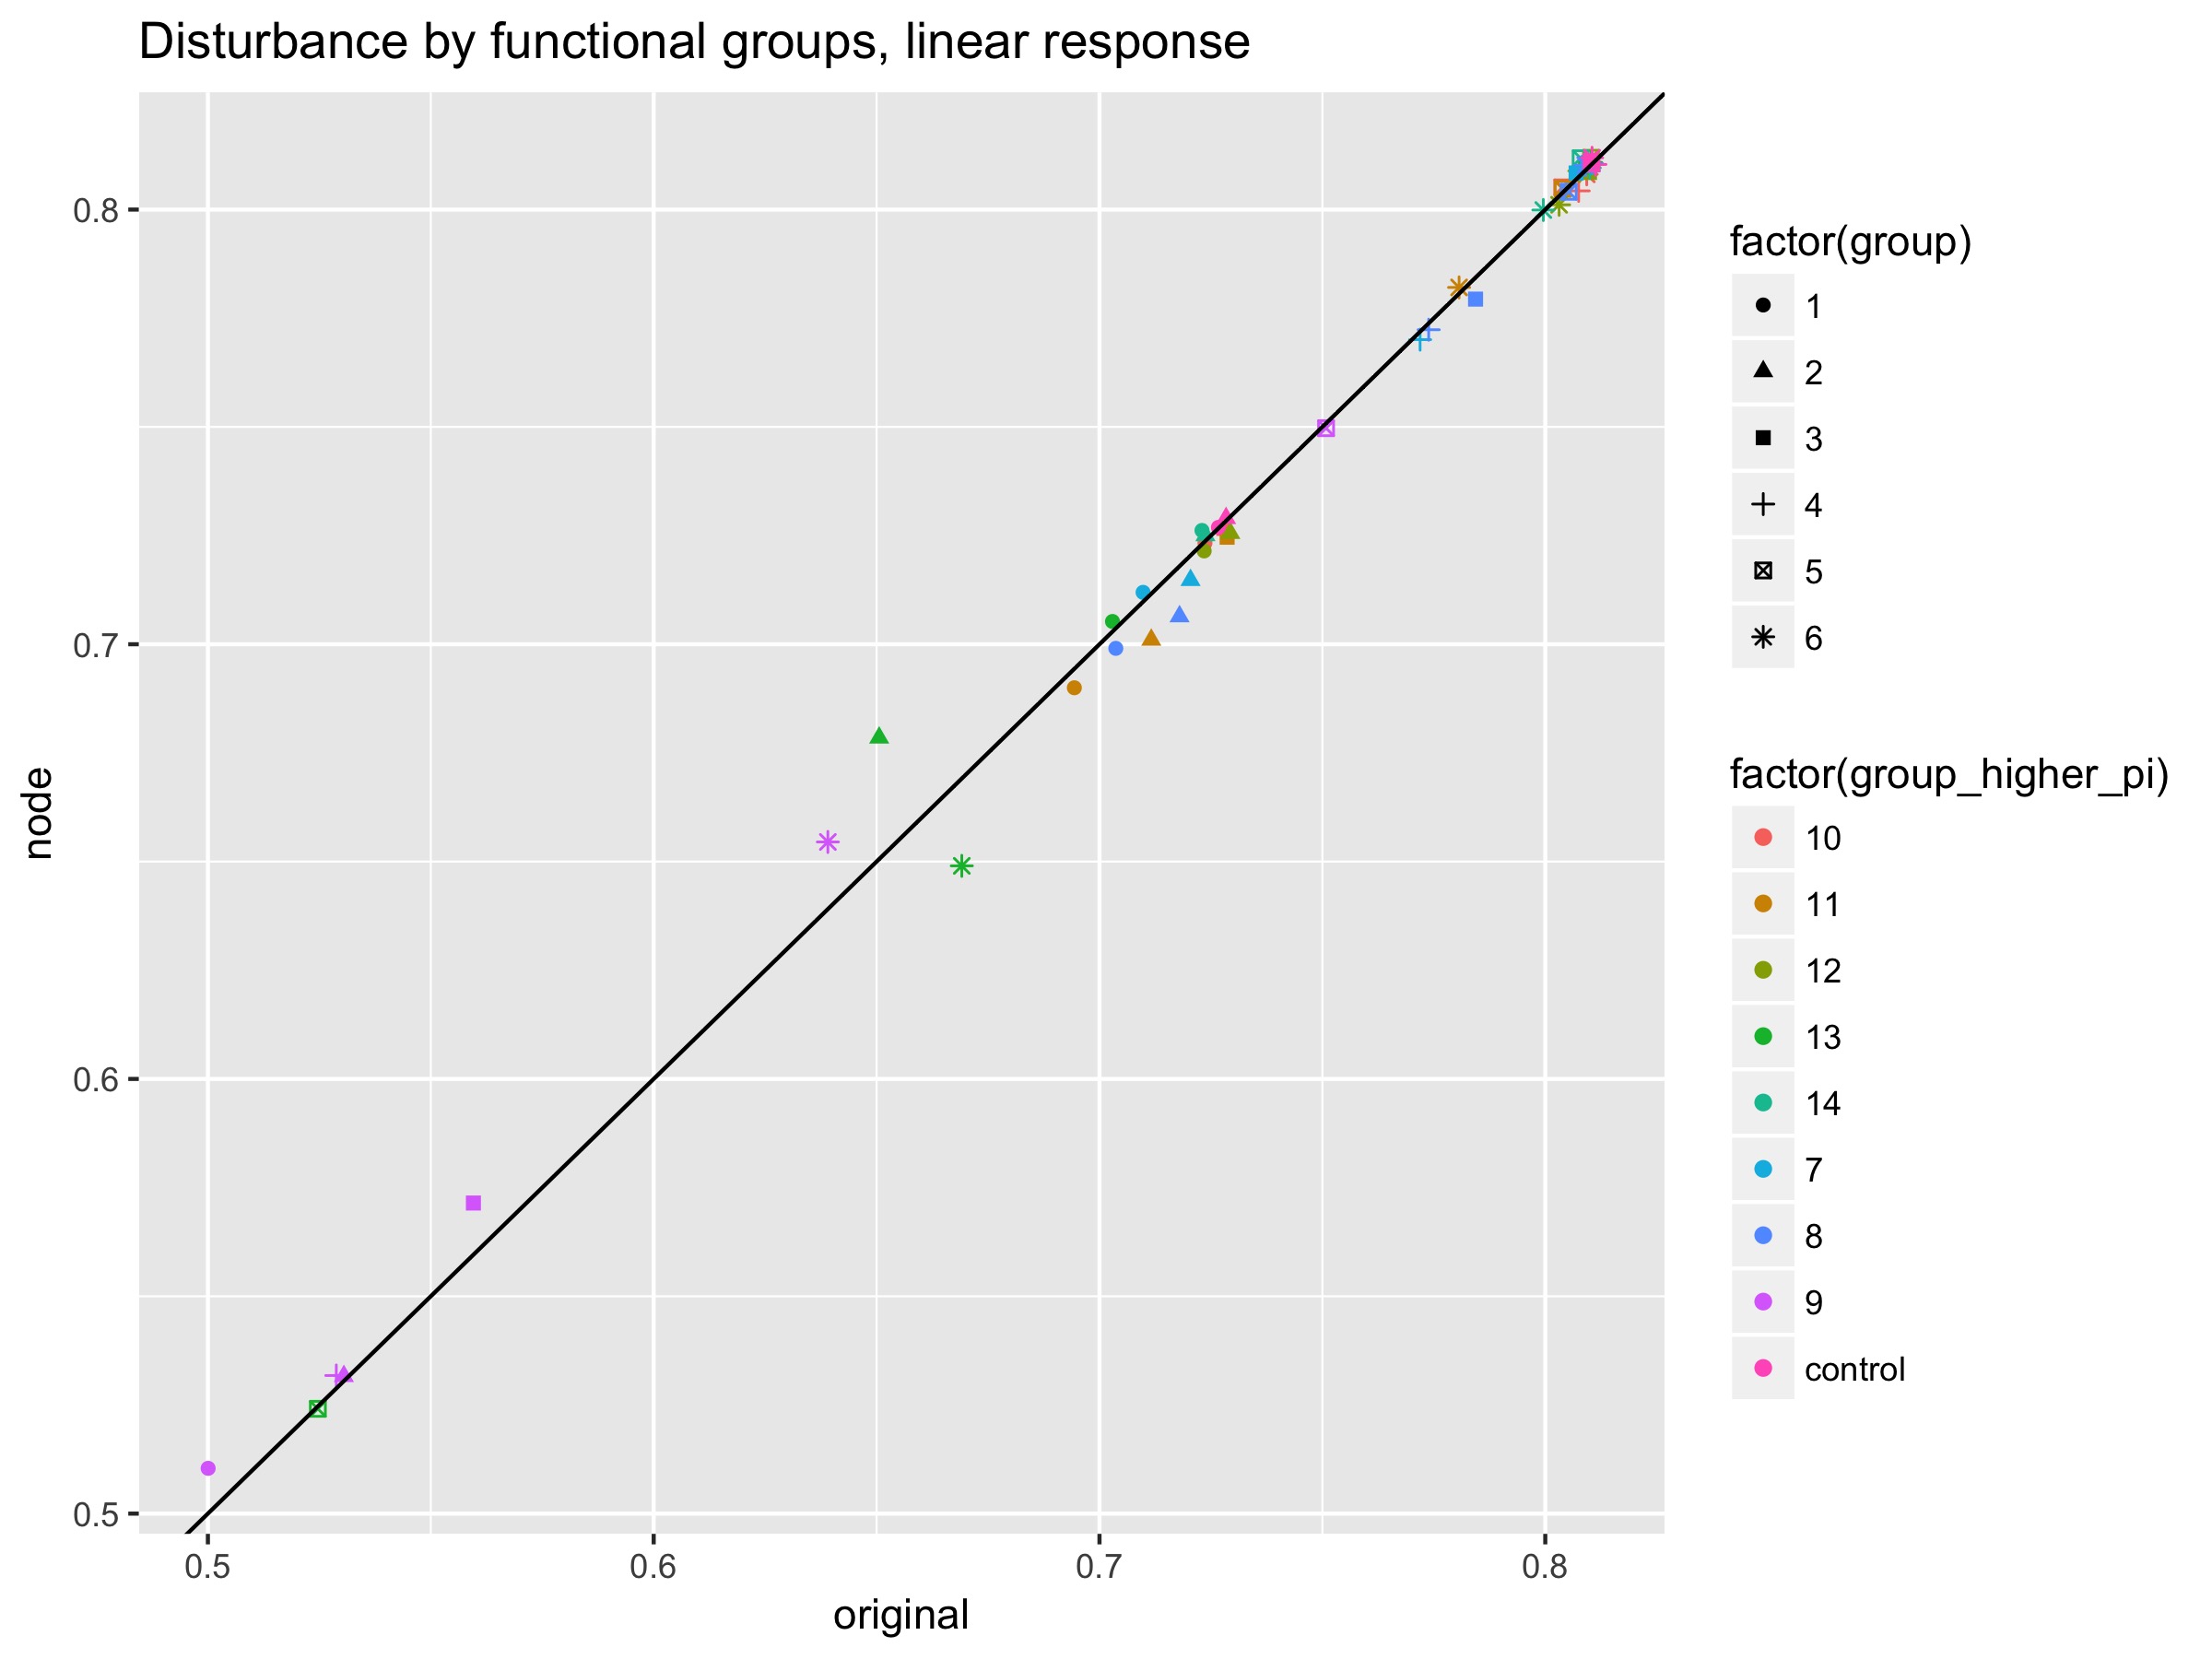 Disturbance by functional groups, linear response
node
0.8
0.7
0.6
0.5
0.5 0.6 0.7 0.8
original
factor(group)
1
2
3
4
5
6
factor(group_higher_pi)
10
11
12
13
14
7
8
9
control